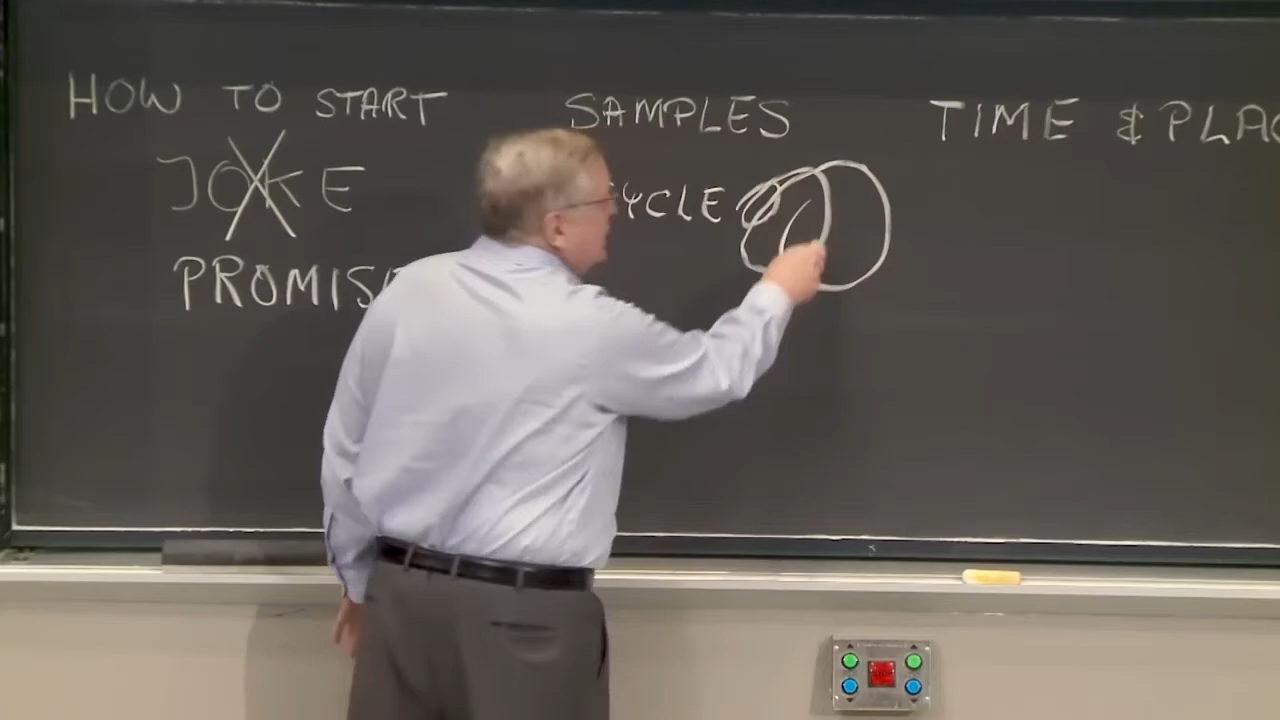 HOW TO START
JOKE
PROMIS
SAMPLES
YCLE
TIME & PLAC